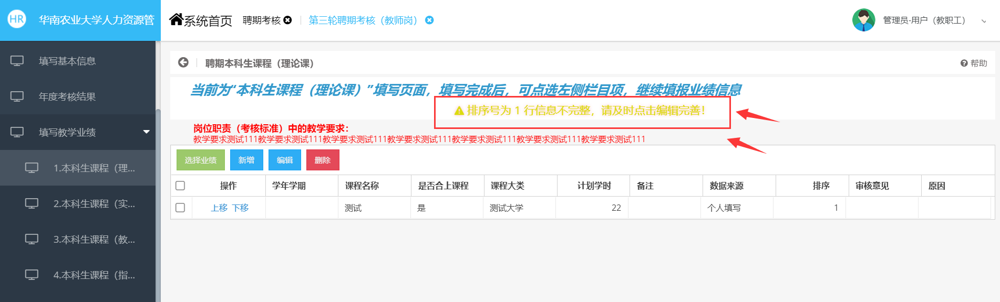 HR 华南农业大学人力资源管
系统首页 聘期考核 第三轮聘期考核（教师岗）
管理员-用户（教职工）
填写基本信息
年度考核结果
填写教学业绩
1.本科生课程（理...
2.本科生课程（实...
3.本科生课程（教...
4.本科生课程（指...
聘期本科生课程（理论课）
帮助
当前为“本科生课程（理论课）”填写页面，填写完成后，可点选左侧栏目项，继续填报业绩信息
排序号为 1 行信息不完整，请及时点击编辑完善！
岗位职责（考核标准）中的教学要求：
教学要求测试111教学要求测试111教学要求测试111教学要求测试111教学要求测试111教学要求测试111教学要求测试111
选择业绩 新增 编辑 删除
操作 学年学期 课程名称 是否合上课程 课程大类 计划学时 备注 数据来源 排序 审核意见 原因
上移 下移 测试 是 测试大学 22 个人填写 1